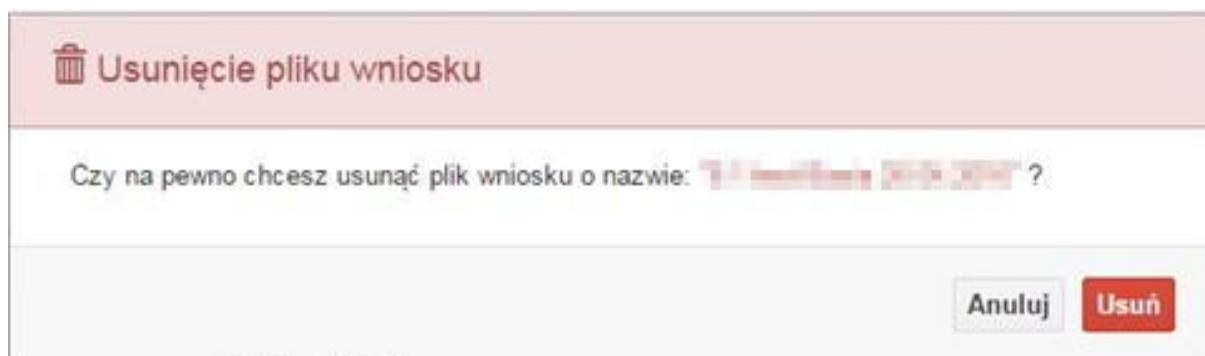 Usunięcie pliku wniosku
Czy na pewno chcesz usunąć plik wniosku o nazwie: ?
Anuluj
Usuń